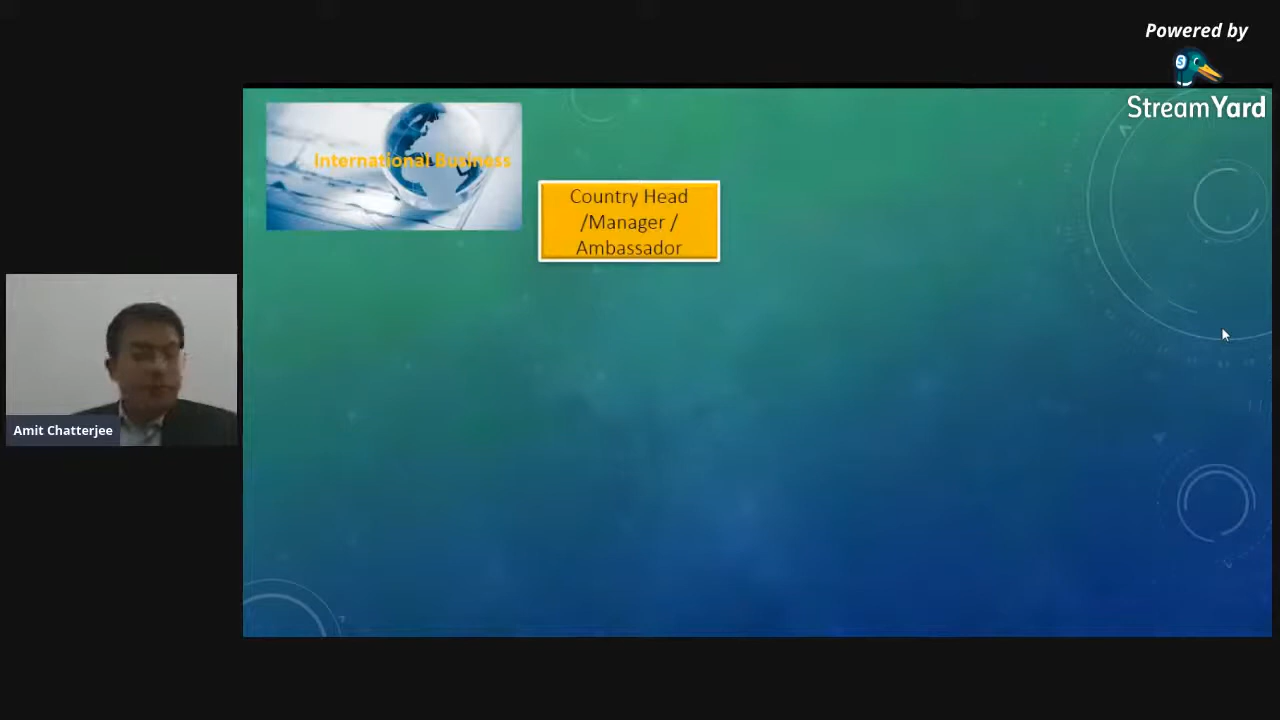 Powered by
StreamYard
International Business
Country Head
/Manager /
Ambassador
Amit Chatterjee